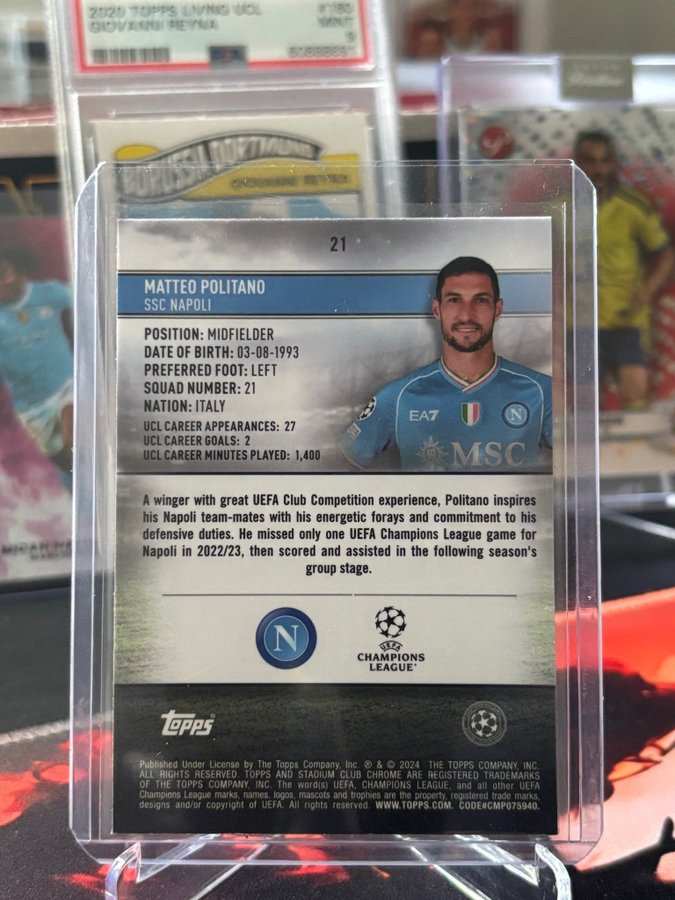 2020 TOPPS LIVING UCL #180
GIOVANNI REYNA MINT
9
BORUSSIA DORTMUND
GIOVANNI REYNA
21
MATTEO POLITANO
SSC NAPOLI
POSITION: MIDFIELDER
DATE OF BIRTH: 03-08-1993
PREFERRED FOOT: LEFT
SQUAD NUMBER: 21
NATION: ITALY
UCL CAREER APPEARANCES: 27
UCL CAREER GOALS: 2
UCL CAREER MINUTES PLAYED: 1,400
EA7
MSC
A winger with great UEFA Club Competition experience, Politano inspires
his Napoli team-mates with his energetic forays and commitment to his
defensive duties. He missed only one UEFA Champions League game for
Napoli in 2022/23, then scored and assisted in the following season's
group stage.
N
UEFA
CHAMPIONS
LEAGUE
topps
Published Under License by The Topps Company, Inc. ® & © 2024 THE TOPPS COMPANY, INC.
ALL RIGHTS RESERVED. TOPPS AND STADIUM CLUB CHROME ARE REGISTERED TRADEMARKS
OF THE TOPPS COMPANY, INC. The word(s) UEFA, CHAMPIONS LEAGUE, and all other UEFA
Champions League marks, names, logos, mascots and trophies are the property, registered trade marks,
designs and/or copyright of UEFA. All rights reserved. WWW.TOPPS.COM. CODE#CMP075940.